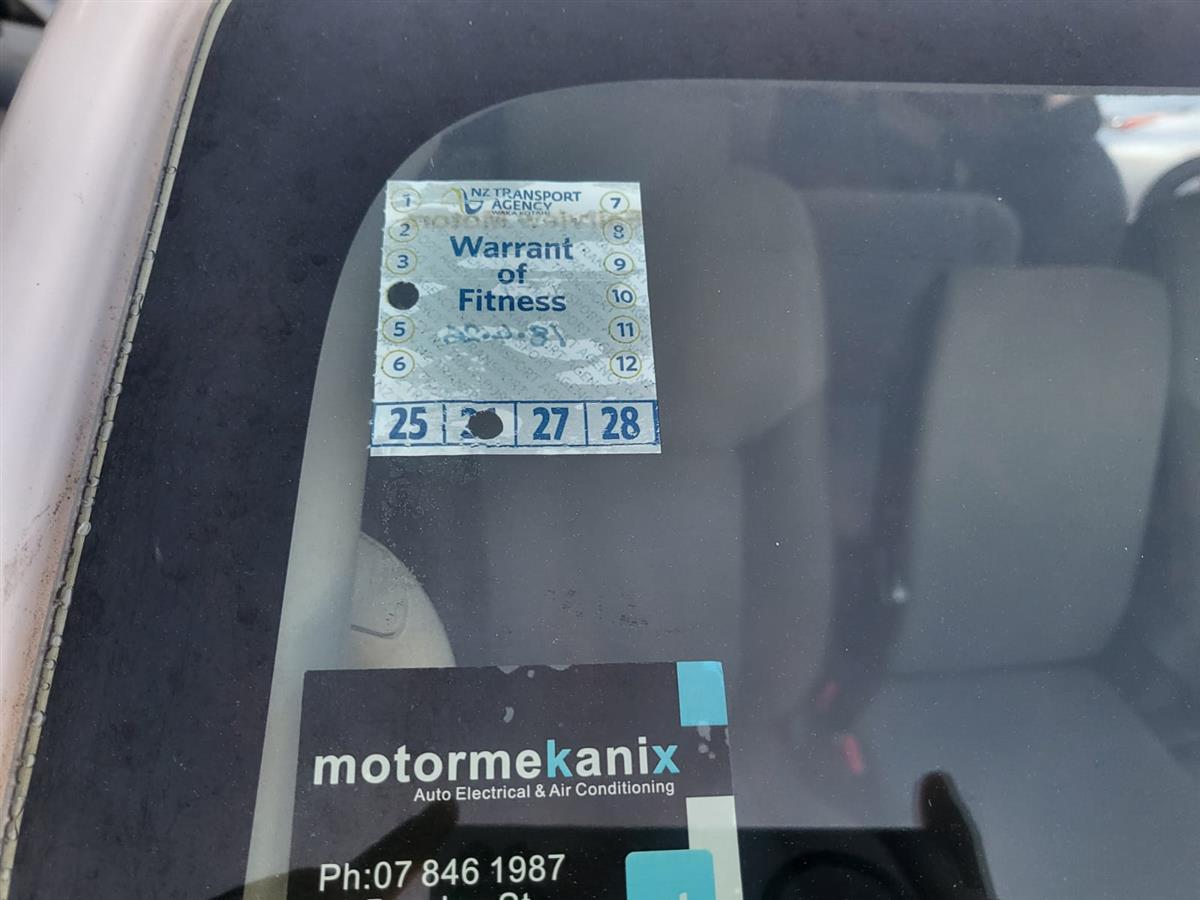 1
NZ TRANSPORT
AGENCY
WAKA KOTAHI
7
2
8
3
Warrant
of
Fitness
9
10
5
11
6
12
25
27
28
motormekanix
Auto Electrical & Air Conditioning
Ph:07 846 1987
St